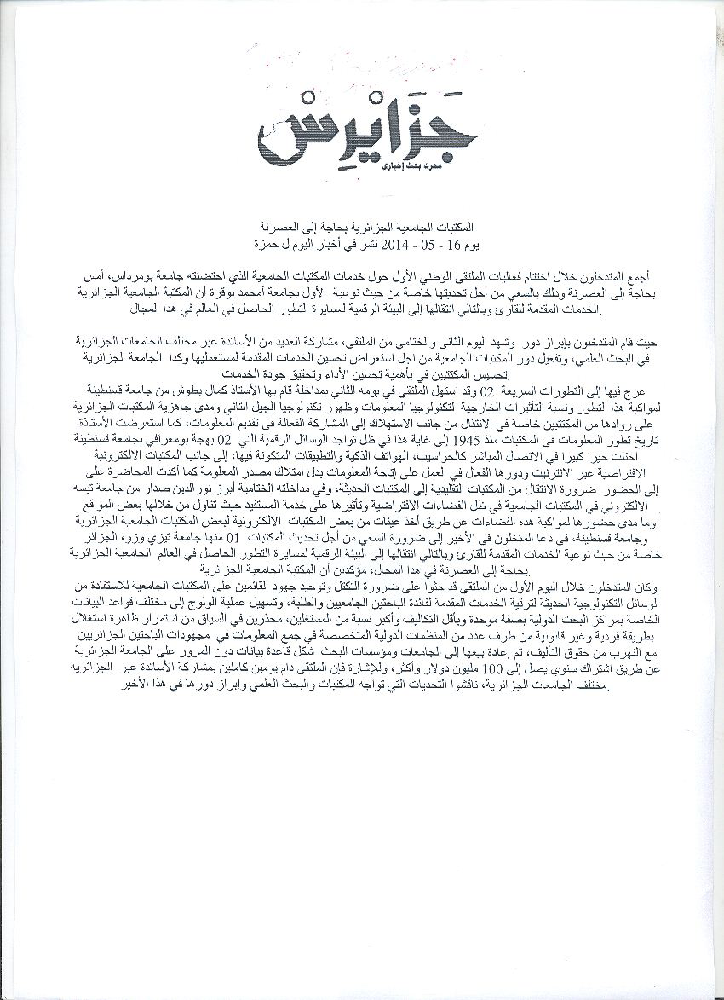 جَزَايْرِسْ
محرك بحث إخباري
المكتبات الجامعية الجزائرية بحاجة إلى العصرنة
يوم 16 - 05 - 2014 نشر في أخبار اليوم ل حمزة
أجمع المتدخلون خلال اختتام فعاليات الملتقى الوطني الأول حول خدمات المكتبات الجامعية الذي احتضنته جامعة بومرداس، أمس
بحاجة إلى العصرنة ودلك بالسعي من أجل تحديثها خاصة من حيث نوعية الأول بجامعة أمحمد بوقرة أن المكتبة الجامعية الجزائرية
.الخدمات المقدمة للقارئ وبالتالي انتقالها إلى البيئة الرقمية لمسايرة التطور الحاصل في العالم في هدا المجال
حيث قام المتدخلون بإبراز دور وشهد اليوم الثاني والختامي من الملتقى، مشاركة العديد من الأساتدة عبر مختلف الجامعات الجزائرية
في البحث العلمي، وتفعيل دور المكتبات الجامعية من اجل استعراض تحسين الخدمات المقدمة لمستعمليها وكدا الجامعة الجزائرية
.تحسيس المكتبيين في بأهمية تحسين الأداء وتحقيق جودة الخدمات
عرج فيها إلى التطورات السريعة 02 وقد استهل الملتقى في يومه الثاني بمداخلة قام بها الأستاذ كمال بطوش من جامعة قسنطينة
لمواكبة هذا التطور ونسبة التأثيرات الخارجية لتكنولوجيا المعلومات وظهور تكنولوجيا الجيل الثاني ومدى جاهزية المكتبات الجزائرية
على روادها من المكتبيين خاصة في الانتقال من جانب الاستهلاك إلى المشاركة الفعالة في تقديم المعلومات، كما استعرضت الأستاذة
تاريخ تطور المعلومات في المكتبات منذ 1945 إلى غاية هذا في ظل تواجد الوسائل الرقمية التي 02 بهجة بومعرافي بجامعة قسنطينة
احتلت حيزا كبيرا في الاتصال المباشر كالحواسيب، الهواتف الذكية والتطبيقات المتكونة فيها، إلى جانب المكتبات الالكترونية
الافتراضية عبر الانترنيت ودورها الفعال في العمل على إتاحة المعلومات بدل امتلاك مصدر المعلومة كما أكدت المحاضرة على
إلى الحضور ضرورة الانتقال من المكتبات التقليدية إلى المكتبات الحديثة، وفي مداخلته الختامية أبرز نورالدين صدار من جامعة تبسه
الالكتروني في المكتبات الجامعية في ظل الفضاءات الافتراضية وتأثيرها على خدمة المستفيد حيث تناول من خلالها بعض المواقع
وما مدى حضورها لمواكبة هده الفضاءات عن طريق أخذ عينات من بعض المكتبات الالكترونية لبعض المكتبات الجامعية الجزائرية
وجامعة قسنطينة، في دعا المتخلون في الأخير إلى ضرورة السعي من أجل تحديث المكتبات 01 منها جامعة تيزي وزو، الجزائر
خاصة من حيث نوعية الخدمات المقدمة للقارئ وبالتالي انتقالها إلى البيئة الرقمية لمسايرة التطور الحاصل في العالم الجامعية الجزائرية
.بحاجة إلى العصرنة في هدا المجال، مؤكدين أن المكتبة الجامعية الجزائرية
وكان المتدخلون خلال اليوم الأول من الملتقى قد حثوا على ضرورة التكتل وتوحيد جهود القائمين على المكتبات الجامعية للاستفادة من
الوسائل التكنولوجية الحديثة لترقية الخدمات المقدمة لفائدة الباحثين الجامعيين والطلبة، وتسهيل عملية الولوج إلى مختلف قواعد البيانات
الخاصة بمراكز البحث الدولية بصفة موحدة وبأقل التكاليف وأكبر نسبة من المستغلين، محذرين في السياق من استمرار ظاهرة استغلال
بطريقة فردية وغير قانونية من طرف عدد من المنظمات الدولية المتخصصة في جمع المعلومات في مجهودات الباحثين الجزائريين
مع التهرب من حقوق التأليف، ثم إعادة بيعها إلى الجامعات ومؤسسات البحث شكل قاعدة بيانات دون المرور على الجامعة الجزائرية
عن طريق اشتراك سنوي يصل إلى 100 مليون دولار وأكثر، وللإشارة فإن الملتقى دام يومين كاملين بمشاركة الأساتدة عبر الجزائرية
.مختلف الجامعات الجزائرية، ناقشوا التحديات التي تواجه المكتبات والبحث العلمي وإبراز دورها في هذا الأخير